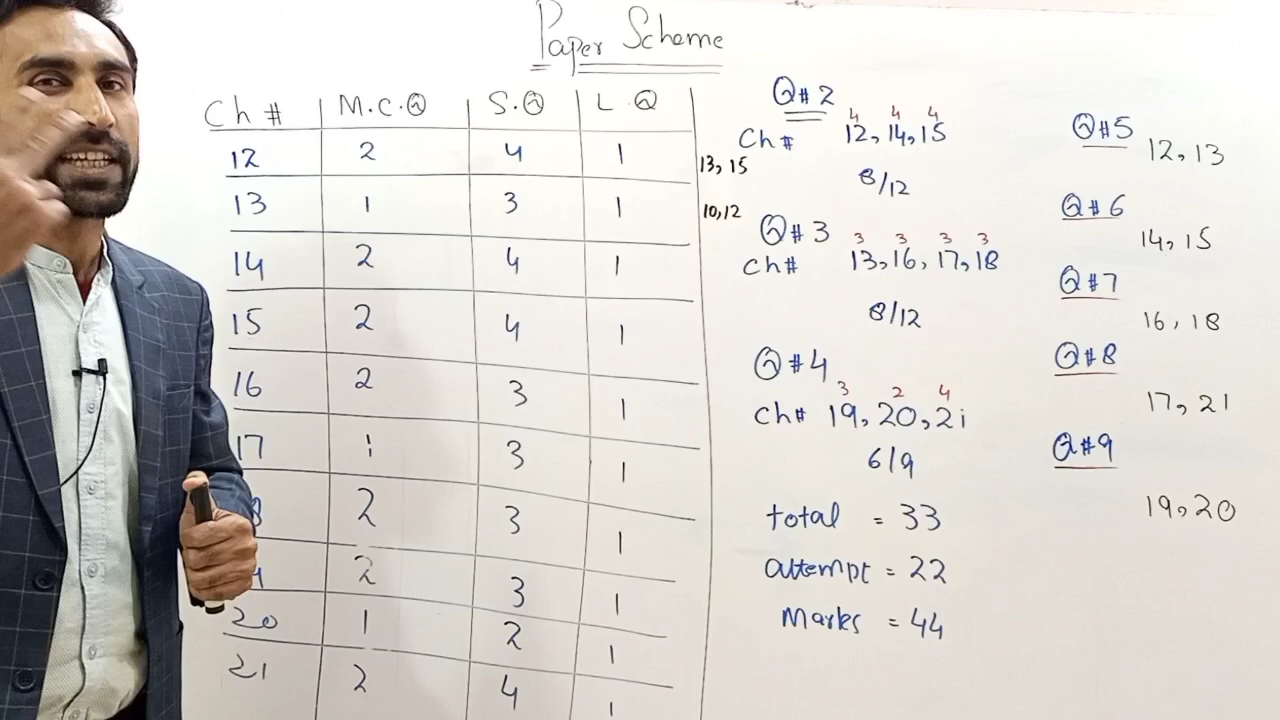 Paper Scheme
Ch # M.C.Q S.Q L.Q
12 2 4 1 13, 15
13 1 3 1 10,12
14 2 4 1
15 2 4 1
16 2 3 1
17 1 3 1
8 2 3 1
2 3 1
20 1 2 1
21 2 4 1
Q#2
4 4 4
Ch# 12, 14, 15
8/12
Q#3
3 3 3 3
Ch# 13, 16, 17, 18
8/12
Q#4
3 2 4
Ch# 19, 20, 21
6/9
total = 33
attempt = 22
Marks = 44
Q#5
12, 13
Q#6
14, 15
Q#7
16, 18
Q#8
17, 21
Q#9
19, 20